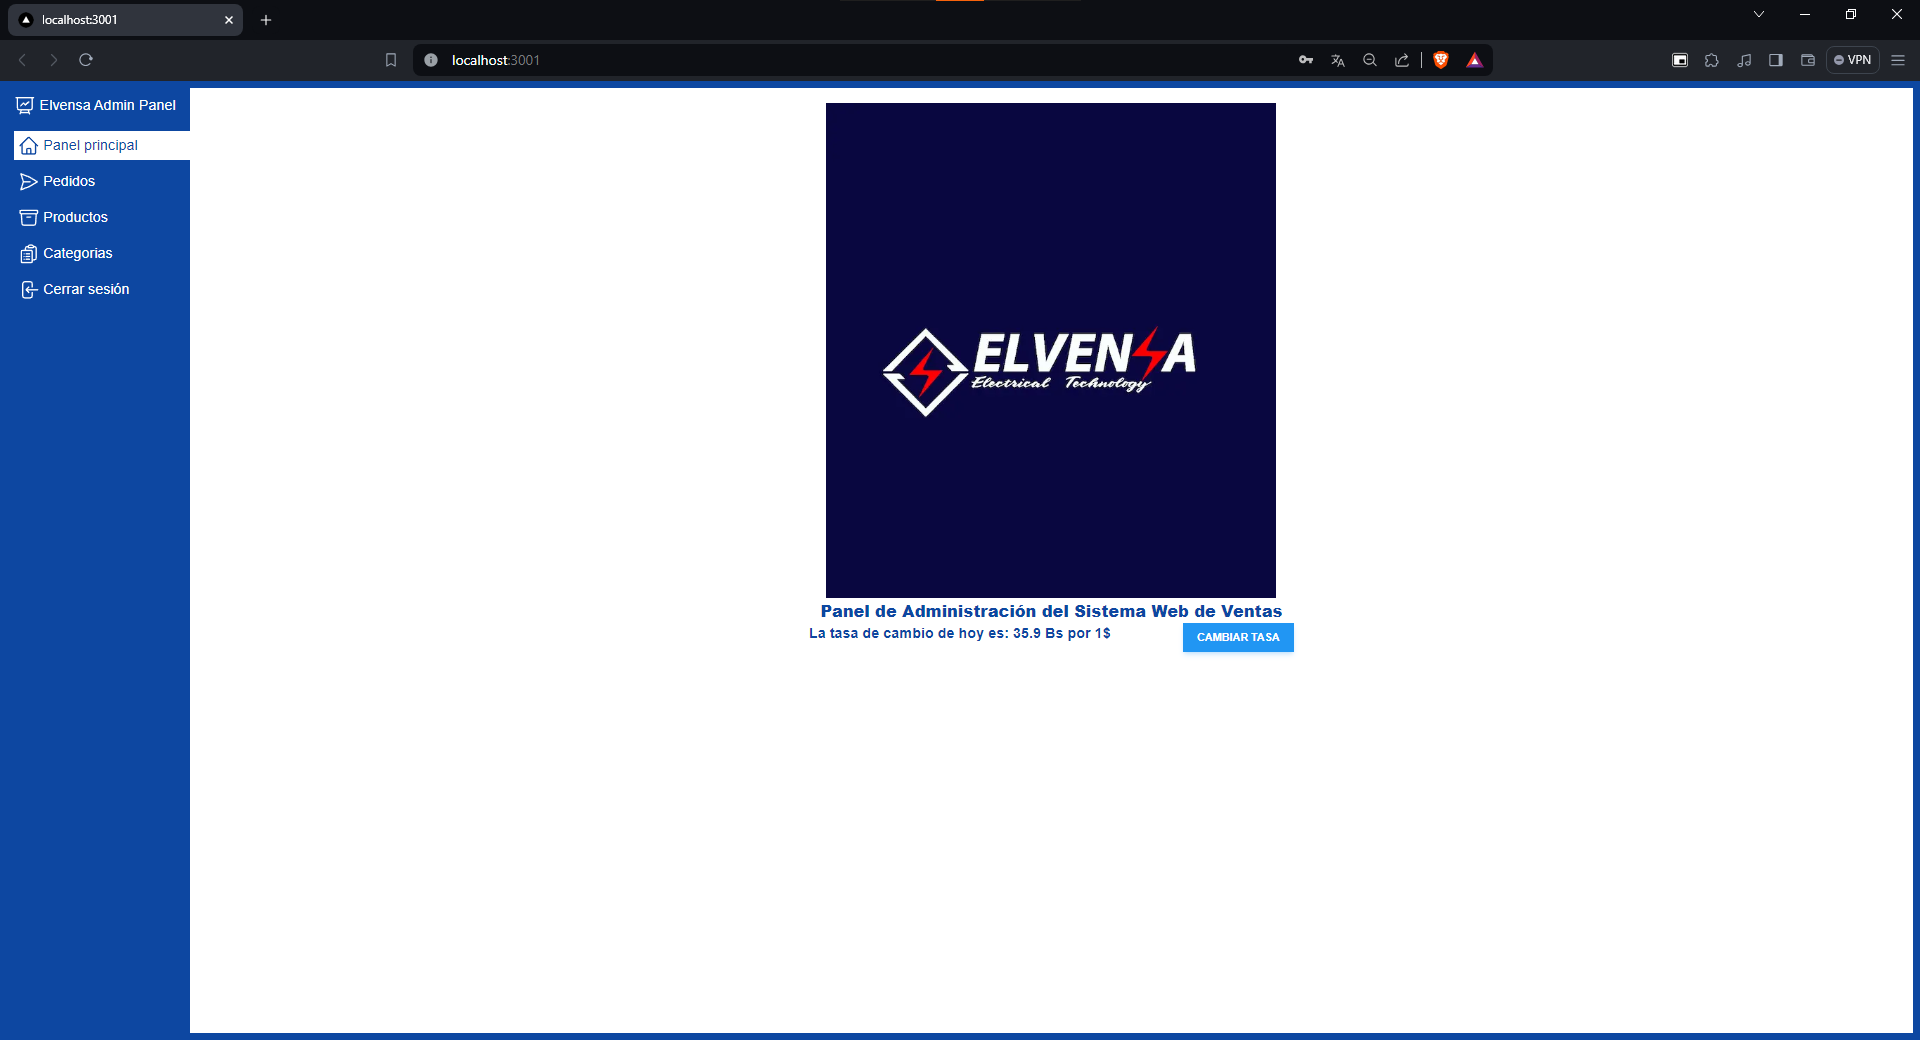 localhost:3001
localhost:3001
VPN
Elvensa Admin Panel
Panel principal
Pedidos
Productos
Categorias
Cerrar sesión
ELVENSA
Electrical Technology
Panel de Administración del Sistema Web de Ventas
La tasa de cambio de hoy es: 35.9 Bs por 1$
CAMBIAR TASA